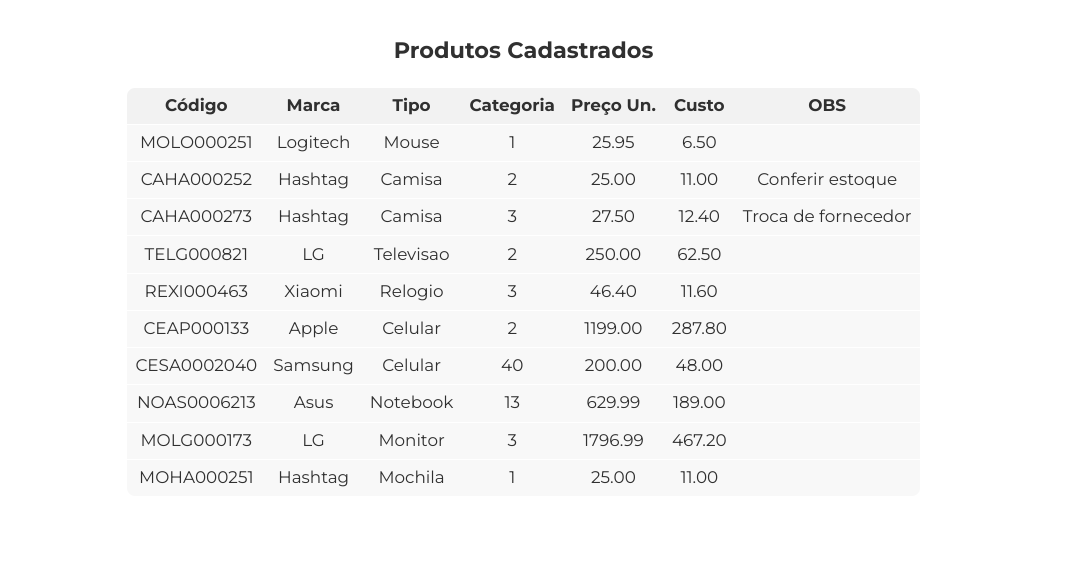 Produtos Cadastrados
Código Marca Tipo Categoria Preço Un. Custo OBS
MOLO000251 Logitech Mouse 1 25.95 6.50
CAHA000252 Hashtag Camisa 2 25.00 11.00 Conferir estoque
CAHA000273 Hashtag Camisa 3 27.50 12.40 Troca de fornecedor
TELG000821 LG Televisao 2 250.00 62.50
REXI000463 Xiaomi Relogio 3 46.40 11.60
CEAP000133 Apple Celular 2 1199.00 287.80
CESA0002040 Samsung Celular 40 200.00 48.00
NOAS0006213 Asus Notebook 13 629.99 189.00
MOLG000173 LG Monitor 3 1796.99 467.20
MOHA000251 Hashtag Mochila 1 25.00 11.00